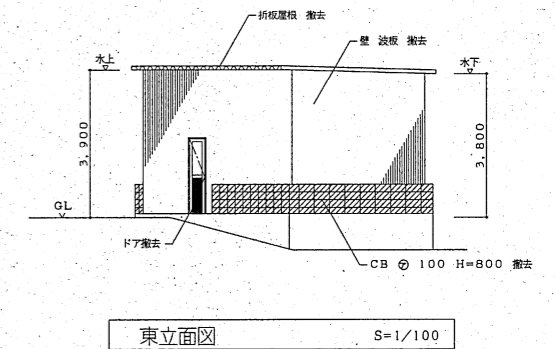 折板屋根 撤去
壁 波板 撤去
水上
水下
3,900
3,800
GL
ドア撤去
CB ㋐ 100 H=800 撤去
東立面図 S=1/100